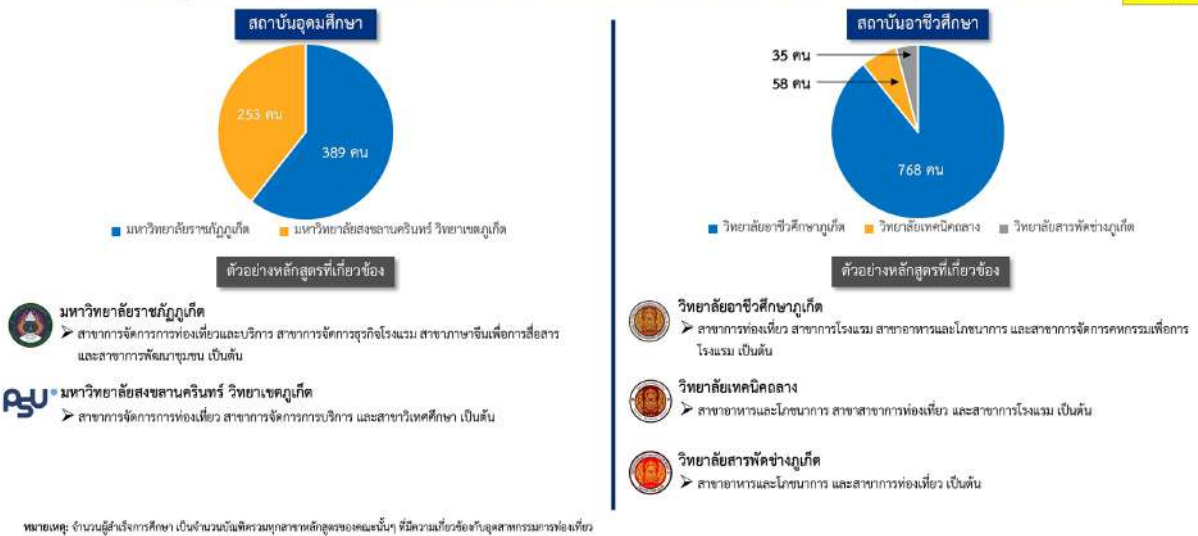 สถาบันอุดมศึกษา
253 คน
389 คน
มหาวิทยาลัยราชภัฏภูเก็ต
มหาวิทยาลัยสงขลานครินทร์ วิทยาเขตภูเก็ต
ตัวอย่างหลักสูตรที่เกี่ยวข้อง
มหาวิทยาลัยราชภัฏภูเก็ต
➤ สาขาการจัดการการท่องเที่ยวและบริการ สาขาการจัดการธุรกิจโรงแรม สาขาภาษาจีนเพื่อการสื่อสาร
และสาขาการพัฒนาชุมชน เป็นต้น
PSU
มหาวิทยาลัยสงขลานครินทร์ วิทยาเขตภูเก็ต
➤ สาขาการจัดการการท่องเที่ยว สาขาการจัดการการบริการ และสาขาวิเทศศึกษา เป็นต้น
สถาบันอาชีวศึกษา
35 คน
58 คน
768 คน
วิทยาลัยอาชีวศึกษาภูเก็ต
วิทยาลัยเทคนิคถลาง
วิทยาลัยสารพัดช่างภูเก็ต
ตัวอย่างหลักสูตรที่เกี่ยวข้อง
วิทยาลัยอาชีวศึกษาภูเก็ต
➤ สาขาการท่องเที่ยว สาขาการโรงแรม สาขาอาหารและโภชนาการ และสาขาการจัดการคหกรรมเพื่อการ
โรงแรม เป็นต้น
วิทยาลัยเทคนิคถลาง
➤ สาขาอาหารและโภชนาการ สาขาสาขาการท่องเที่ยว และสาขาการโรงแรม เป็นต้น
วิทยาลัยสารพัดช่างภูเก็ต
➤ สาขาอาหารและโภชนาการ และสาขาการท่องเที่ยว เป็นต้น
หมายเหตุ: จำนวนผู้สำเร็จการศึกษา เป็นจำนวนบัณฑิตรวมทุกสาขาหลักสูตรของคณะนั้นๆ ที่มีความเกี่ยวข้องกับอุตสาหกรรมการท่องเที่ยว